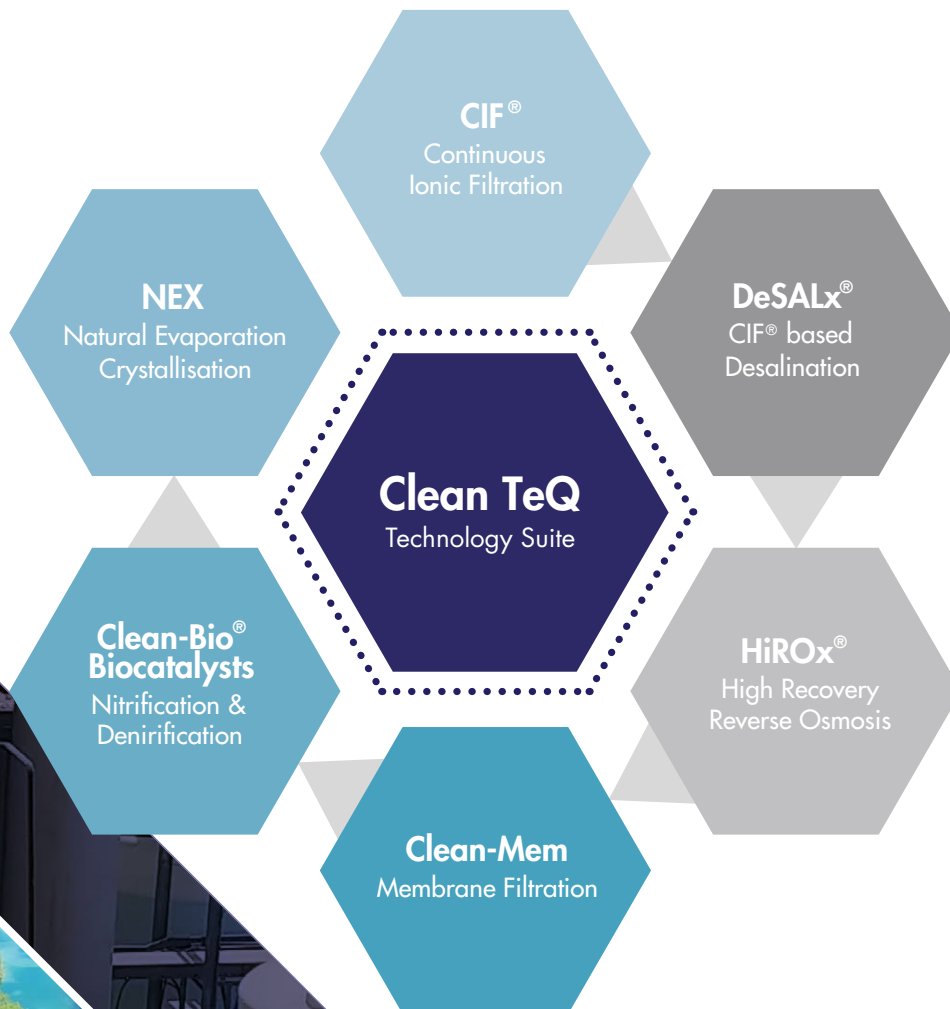 CIF®
Continuous
Ionic Filtration
DeSALx®
CIF® based
Desalination
HiROx®
High Recovery
Reverse Osmosis
Clean-Mem
Membrane Filtration
Clean-Bio®
Biocatalysts
Nitrification &
Denirification
NEX
Natural Evaporation
Crystallisation
Clean TeQ
Technology Suite